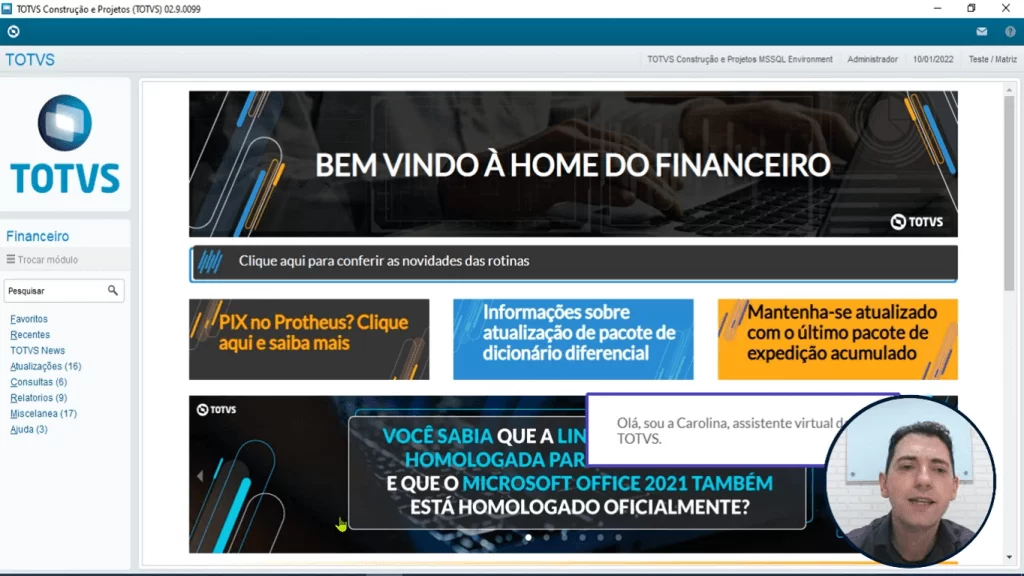 TOTVS Construção e Projetos (TOTVS) 02.9.0099
TOTVS
TOTVS Construção e Projetos MSSQL Environment
Administrador
10/01/2022
Teste / Matriz
TOTVS
Financeiro
Trocar módulo
Pesquisar
Favoritos
Recentes
TOTVS News
Atualizações (16)
Consultas (6)
Relatorios (9)
Miscelanea (17)
Ajuda (3)
BEM VINDO À HOME DO FINANCEIRO
TOTVS
Clique aqui para conferir as novidades das rotinas
PIX no Protheus? Clique
aqui e saiba mais
Informações sobre
atualização de pacote de
dicionário diferencial
Mantenha-se atualizado
com o último pacote de
expedição acumulado
TOTVS
VOCÊ SABIA QUE A LIN
HOMOLOGADA PAR
E QUE O MICROSOFT OFFICE 2021 TAMBÉM
ESTÁ HOMOLOGADO OFICIALMENTE?
Olá, sou a Carolina, assistente virtual d
TOTVS.